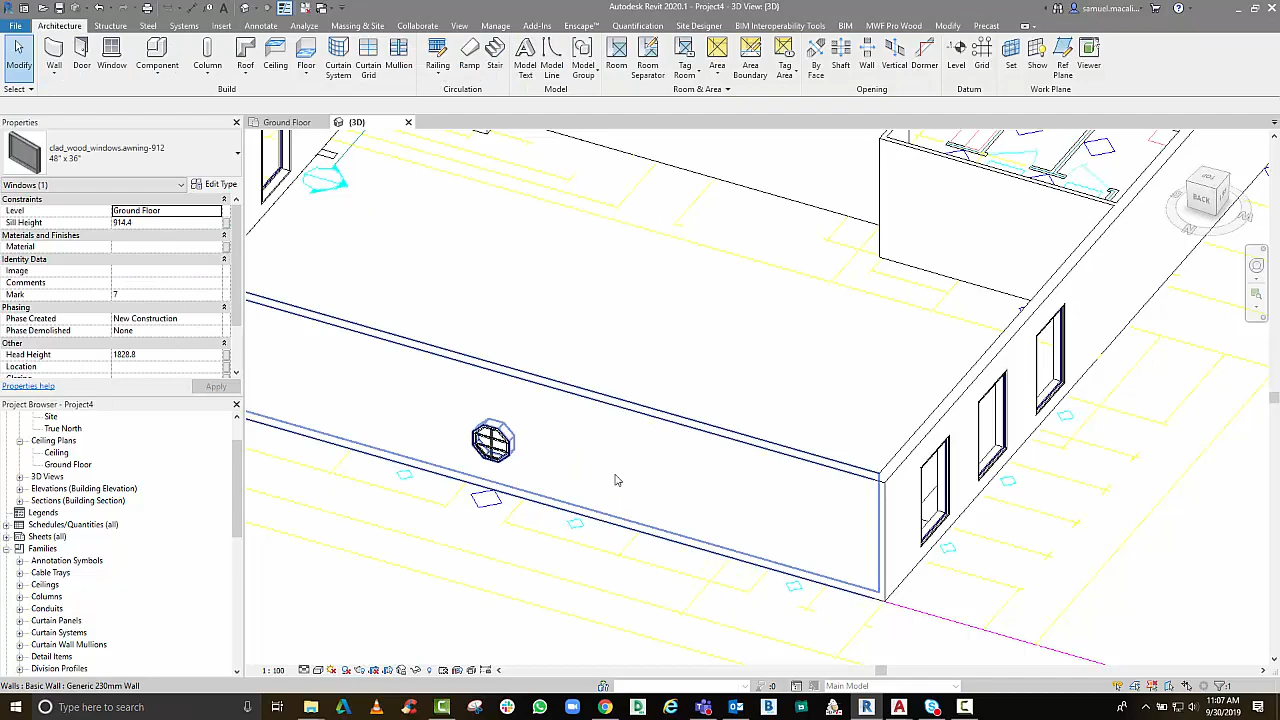 Autodesk Revit 2020.1 - Project4 - 3D View: {3D}
samuel.macali...
File Architecture Structure Steel Systems Insert Annotate Analyze Massing & Site Collaborate View Manage Add-Ins Enscape™ Quantification Site Designer BIM Interoperability Tools BIM MWF Pro Wood Modify Precast
Modify Wall Door Window Component Column Roof Ceiling Floor Curtain System Curtain Grid Mullion Railing Ramp Stair Model Text Model Line Model Group Room Room Separator Tag Room Area Area Boundary Tag Area By Face Shaft Wall Vertical Dormer Level Grid Set Show Ref Plane Viewer
Select Build Circulation Model Room & Area Opening Datum Work Plane
Properties
Ground Floor
{3D}
clad_wood_windows.awning-912
48" x 36"
Windows (1)
Edit Type
Constraints
Level Ground Floor
Sill Height 914.4
Materials and Finishes
Material
Identity Data
Image
Comments
Mark 7
Phasing
Phase Created New Construction
Phase Demolished None
Other
Head Height 1828.8
Location
Properties help
Apply
Project Browser - Project4
Site
True North
Ceiling Plans
Ceiling
Ground Floor
3D Views
Elevations (Building Elevation)
Sections (Building Section)
Legends
Schedules/Quantities (all)
Sheets (all)
Families
Annotation Symbols
Cable Trays
Ceilings
Columns
Conduits
Curtain Panels
Curtain Systems
Curtain Wall Mullions
Detail Items
Division Profiles
TOP
BACK
N
W
1 : 100
Walls : Basic Wall : Generic 230mm Wall
:0
Main Model
:1
Type here to search
11:07 AM
9/30/2019